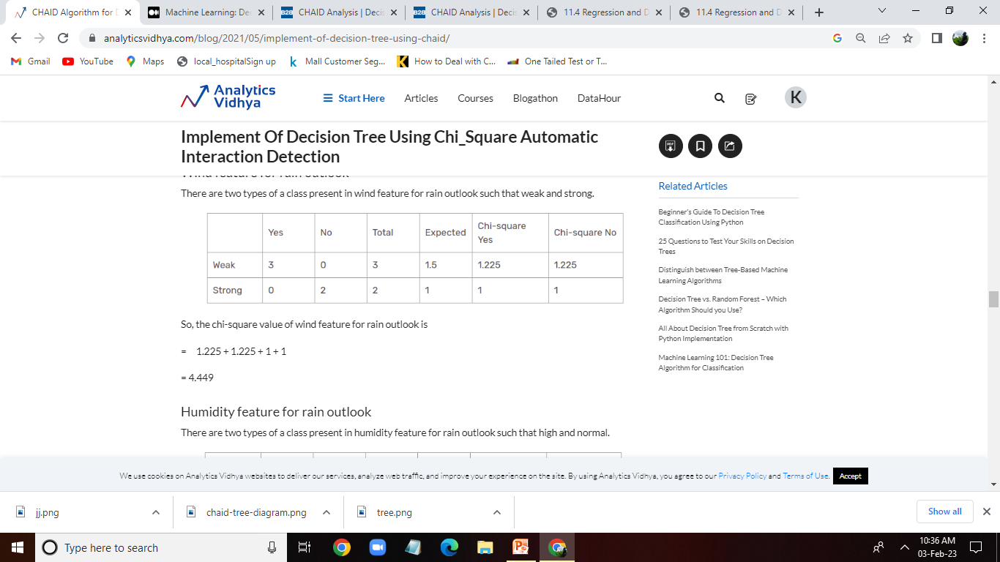 CHAID Algorithm for D
Machine Learning: De
CHAID Analysis | Decis
CHAID Analysis | Decis
11.4 Regression and D
11.4 Regression and D
analyticsvidhya.com/blog/2021/05/implement-of-decision-tree-using-chaid/
Gmail
YouTube
Maps
local_hospitalSign up
Mall Customer Seg...
How to Deal with C...
One Tailed Test or T...
Analytics
Vidhya
Start Here
Articles
Courses
Blogathon
DataHour
K
Implement Of Decision Tree Using Chi_Square Automatic
Interaction Detection
PDF
Wind feature for rain outlook
There are two types of a class present in wind feature for rain outlook such that weak and strong.
Yes No Total Expected Chi-square Yes Chi-square No
Weak 3 0 3 1.5 1.225 1.225
Strong 0 2 2 1 1 1
So, the chi-square value of wind feature for rain outlook is
= 1.225 + 1.225 + 1 + 1
= 4.449
Humidity feature for rain outlook
There are two types of a class present in humidity feature for rain outlook such that high and normal.
Related Articles
Beginner's Guide To Decision Tree
Classification Using Python
25 Questions to Test Your Skills on Decision
Trees
Distinguish between Tree-Based Machine
Learning Algorithms
Decision Tree vs. Random Forest – Which
Algorithm Should you Use?
All About Decision Tree from Scratch with
Python Implementation
Machine Learning 101: Decision Tree
Algorithm for Classification
We use cookies on Analytics Vidhya websites to deliver our services, analyze web traffic, and improve your experience on the site. By using Analytics Vidhya, you agree to our Privacy Policy and Terms of Use. Accept
jj.png
chaid-tree-diagram.png
tree.png
Show all
Type here to search
10:36 AM
03-Feb-23